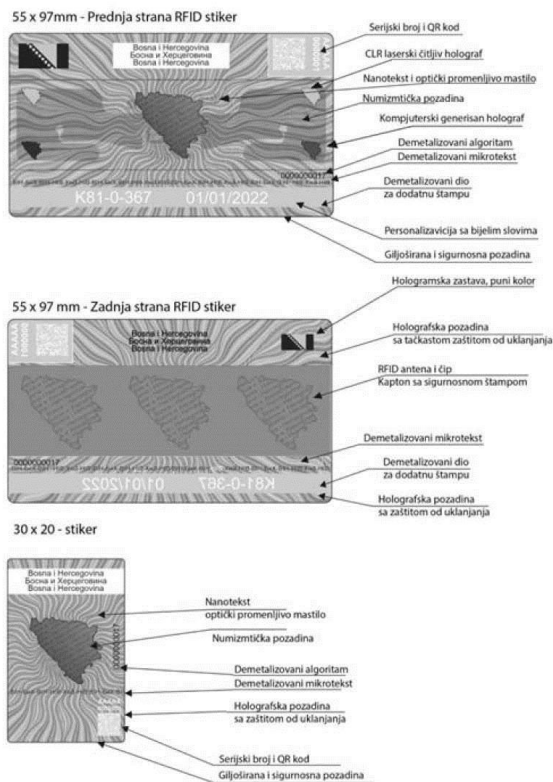 55 x 97mm - Prednja strana RFID stiker
Bosna i Hercegovina
Босна и Херцеговина
Bosna i Hercegovina
AAAAA
0000001
Serijski broj i QR kod
CLR laserski čitljiv holograf
Nanotekst i optički promenljivo mastilo
Numizmtička pozadina
Kompjuterski generisan holograf
Demetalizovani algoritam
Demetalizovani mikrotekst
0000000017
Demetalizovani dio
za dodatnu štampu
K81-0-367 01/01/2022
Personalizavicija sa bijelim slovima
Giljoširana i sigurnosna pozadina
55 x 97 mm - Zadnja strana RFID stiker
AAAAA
0000001
Bosna i Hercegovina
Босна и Херцеговина
Bosna i Hercegovina
Hologramska zastava, puni kolor
Holografska pozadina
sa tačkastom zaštitom od uklanjanja
RFID antena i čip
Kapton sa sigurnosnom štampom
0000000017
Demetalizovani mikrotekst
Demetalizovani dio
za dodatnu štampu
K81-0-367 01/01/2022
Holografska pozadina
sa zaštitom od uklanjanja
30 x 20 - stiker
Bosna i Hercegovina
Босна и Херцеговина
Bosna i Hercegovina
Nanotekst
optički promenljivo mastilo
Numizmtička pozadina
0000000017
Demetalizovani algoritam
Demetalizovani mikrotekst
Holografska pozadina
sa zaštitom od uklanjanja
Serijski broj i QR kod
Giljoširana i sigurnosna pozadina